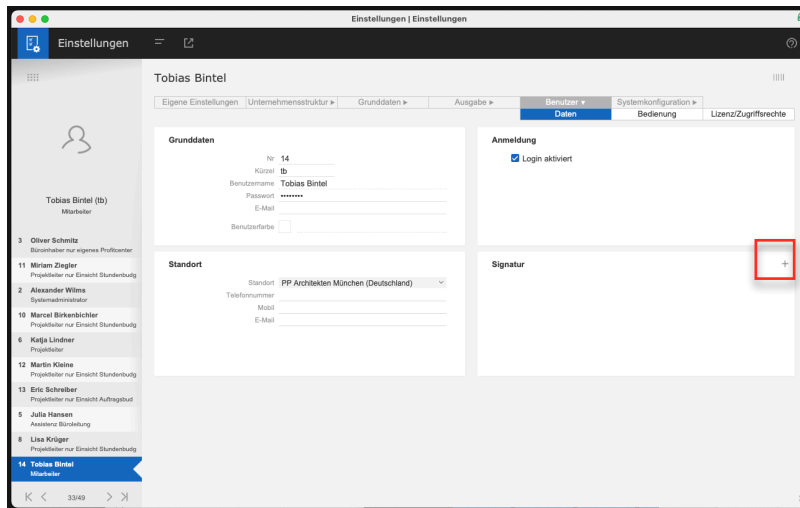 Einstellungen | Einstellungen
Einstellungen
Tobias Bintel
Eigene Einstellungen Unternehmensstruktur ▸ Grunddaten ▸ Ausgabe ▸ Benutzer ▾ Systemkonfiguration ▸
Daten Bedienung Lizenz/Zugriffsrechte
Tobias Bintel (tb)
Mitarbeiter
3 Oliver Schmitz
Büroinhaber nur eigenes Profitcenter
11 Miriam Ziegler
Projektleiter nur Einsicht Stundenbudg
2 Alexander Wilms
Systemadministrator
10 Marcel Birkenbichler
Projektleiter nur Einsicht Stundenbudg
6 Katja Lindner
Projektleiter
12 Martin Kleine
Projektleiter nur Einsicht Stundenbudg
13 Eric Schreiber
Projektleiter nur Einsicht Auftragsbud
5 Julia Hansen
Assistenz Büroleitung
8 Lisa Krüger
Projektleiter nur Einsicht Stundenbudg
14 Tobias Bintel
Mitarbeiter
33/49
Grunddaten
Nr 14
Kürzel tb
Benutzername Tobias Bintel
Passwort ••••••••
E-Mail
Benutzerfarbe
Anmeldung
Login aktiviert
Standort
Standort PP Architekten München (Deutschland)
Telefonnummer
Mobil
E-Mail
Signatur +